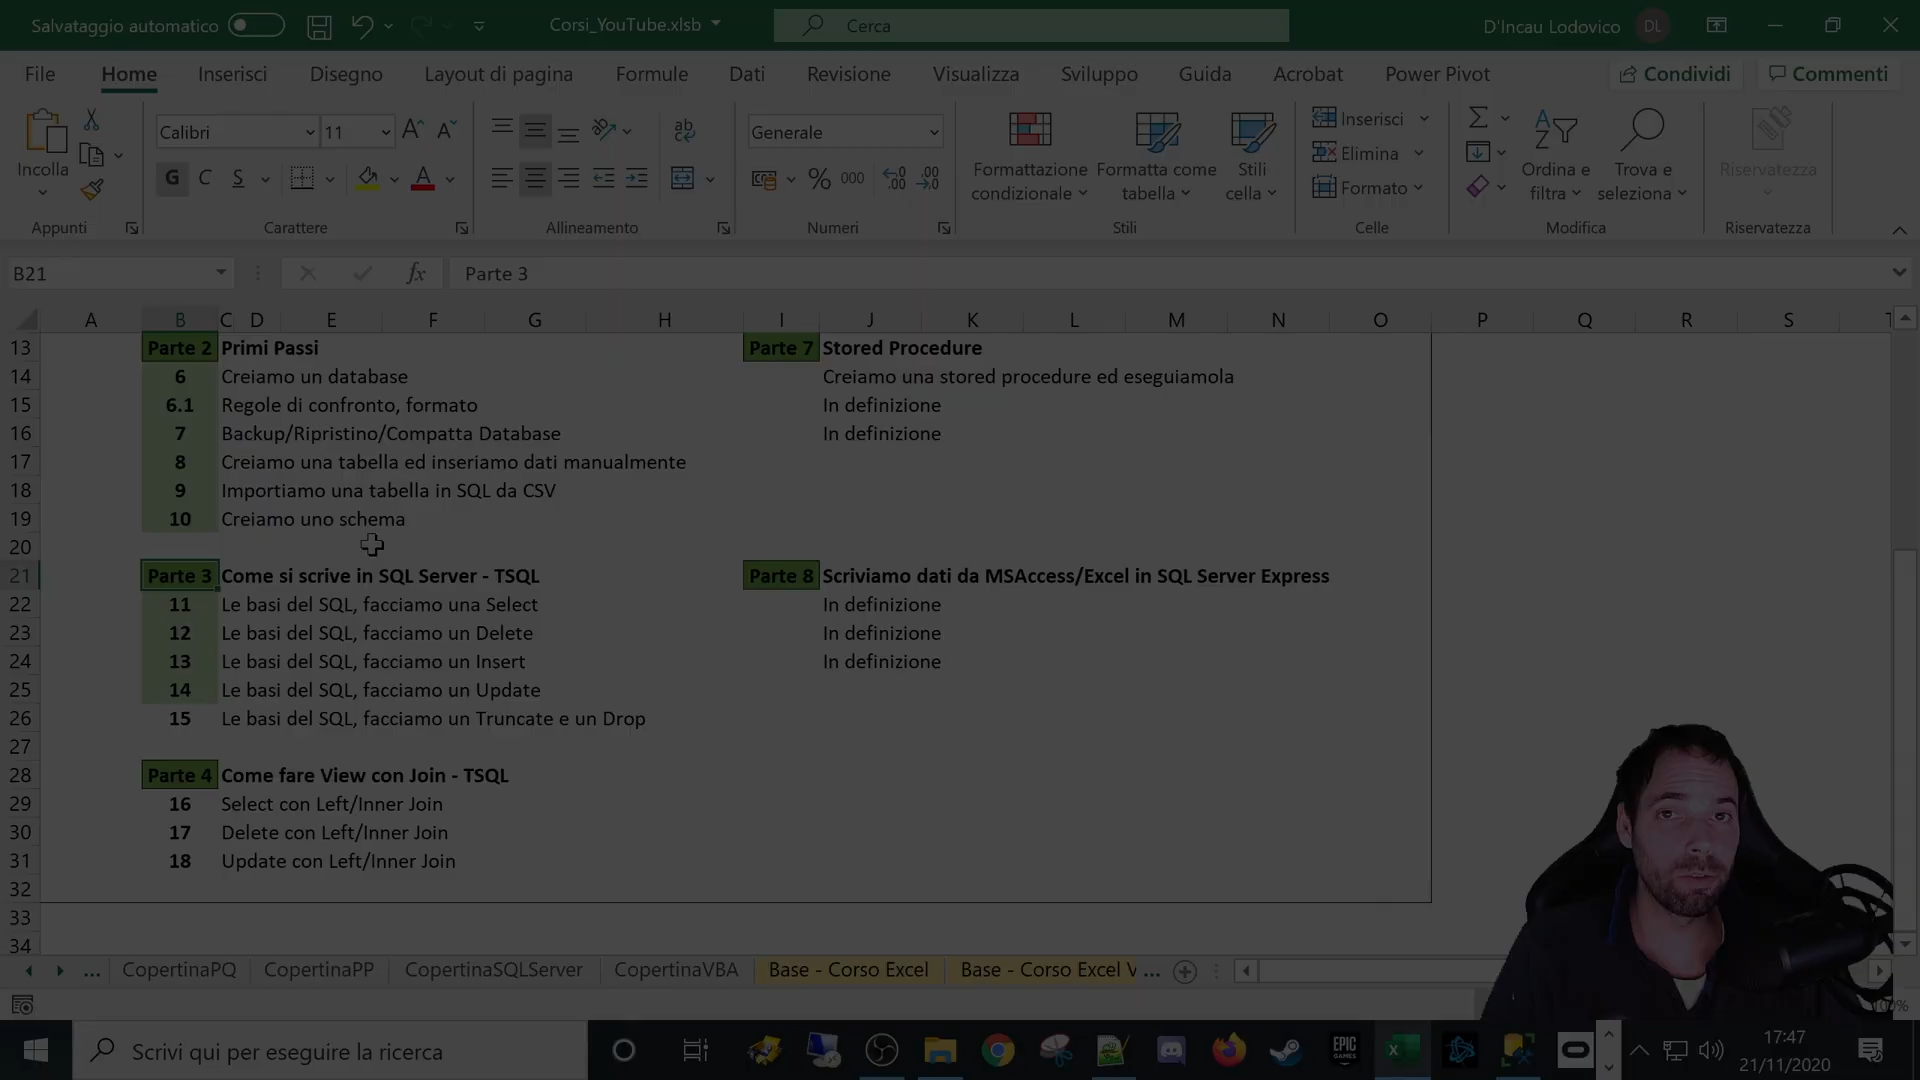 Salvataggio automatico
Corsi_YouTube.xlsb
Cerca
D'Incau Lodovico
DL
File
Home
Inserisci
Disegno
Layout di pagina
Formule
Dati
Revisione
Visualizza
Sviluppo
Guida
Acrobat
Power Pivot
Condividi
Commenti
Incolla
Calibri
11
G C S
ab
Generale
% 000
Formattazione condizionale
Formatta come tabella
Stili cella
Inserisci
Elimina
Formato
Ordina e filtra
Trova e seleziona
Riservatezza
Appunti
Carattere
Allineamento
Numeri
Stili
Celle
Modifica
Riservatezza
B21
fx
Parte 3
A B C D E F G H I J K L M N O P Q R S T
13 Parte 2 Primi Passi Parte 7 Stored Procedure
14 6 Creiamo un database Creiamo una stored procedure ed eseguiamola
15 6.1 Regole di confronto, formato In definizione
16 7 Backup/Ripristino/Compatta Database In definizione
17 8 Creiamo una tabella ed inseriamo dati manualmente
18 9 Importiamo una tabella in SQL da CSV
19 10 Creiamo uno schema
20
21 Parte 3 Come si scrive in SQL Server - TSQL Parte 8 Scriviamo dati da MSAccess/Excel in SQL Server Express
22 11 Le basi del SQL, facciamo una Select In definizione
23 12 Le basi del SQL, facciamo un Delete In definizione
24 13 Le basi del SQL, facciamo un Insert In definizione
25 14 Le basi del SQL, facciamo un Update
26 15 Le basi del SQL, facciamo un Truncate e un Drop
27
28 Parte 4 Come fare View con Join - TSQL
29 16 Select con Left/Inner Join
30 17 Delete con Left/Inner Join
31 18 Update con Left/Inner Join
32
33
34
... CopertinaPQ CopertinaPP CopertinaSQLServer CopertinaVBA Base - Corso Excel Base - Corso Excel V ...
Scrivi qui per eseguire la ricerca
EPIC GAMES
17:47
21/11/2020